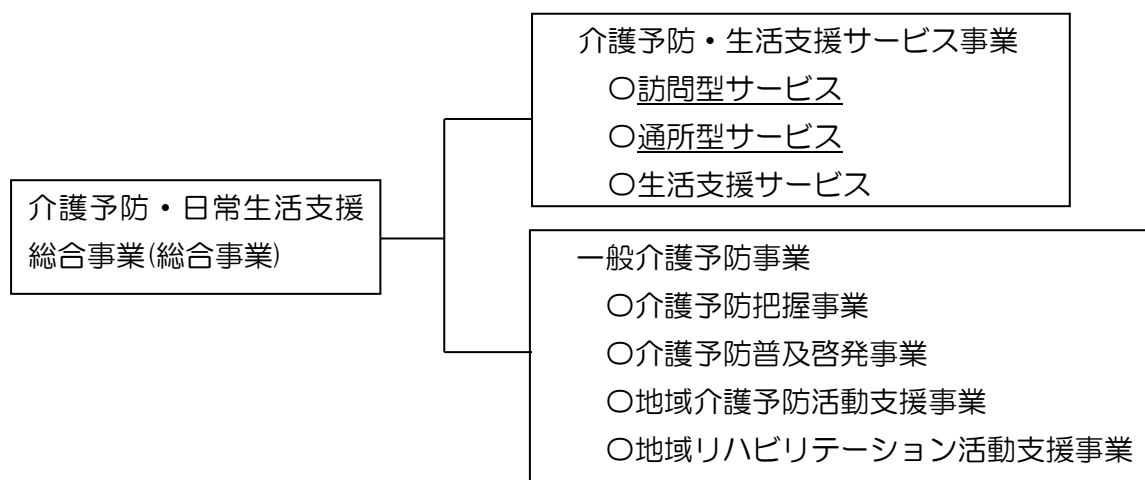 介護予防・日常生活支援
総合事業(総合事業)
介護予防・生活支援サービス事業
○訪問型サービス
○通所型サービス
○生活支援サービス
一般介護予防事業
○介護予防把握事業
○介護予防普及啓発事業
○地域介護予防活動支援事業
○地域リハビリテーション活動支援事業